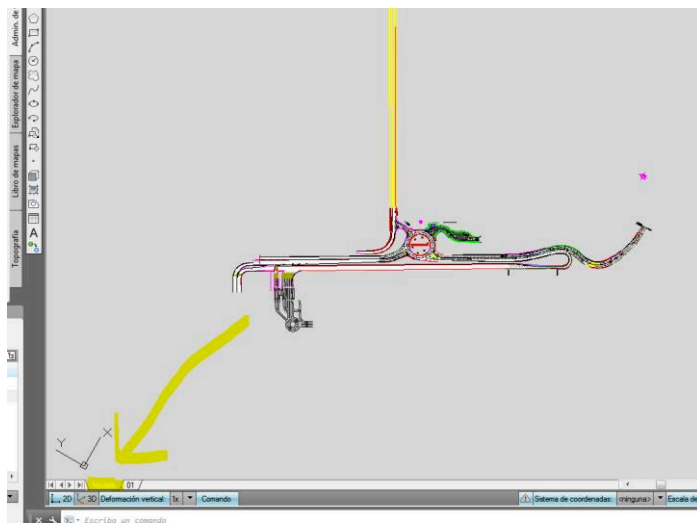 Admin. de
Explorador de mapa
Libro de mapas
Topografía
A
1
Y
X
01
2D
3D
Deformación vertical:
1x
Comando
Sistema de coordenadas:
<ninguna>
Escala de
Escriba un comando